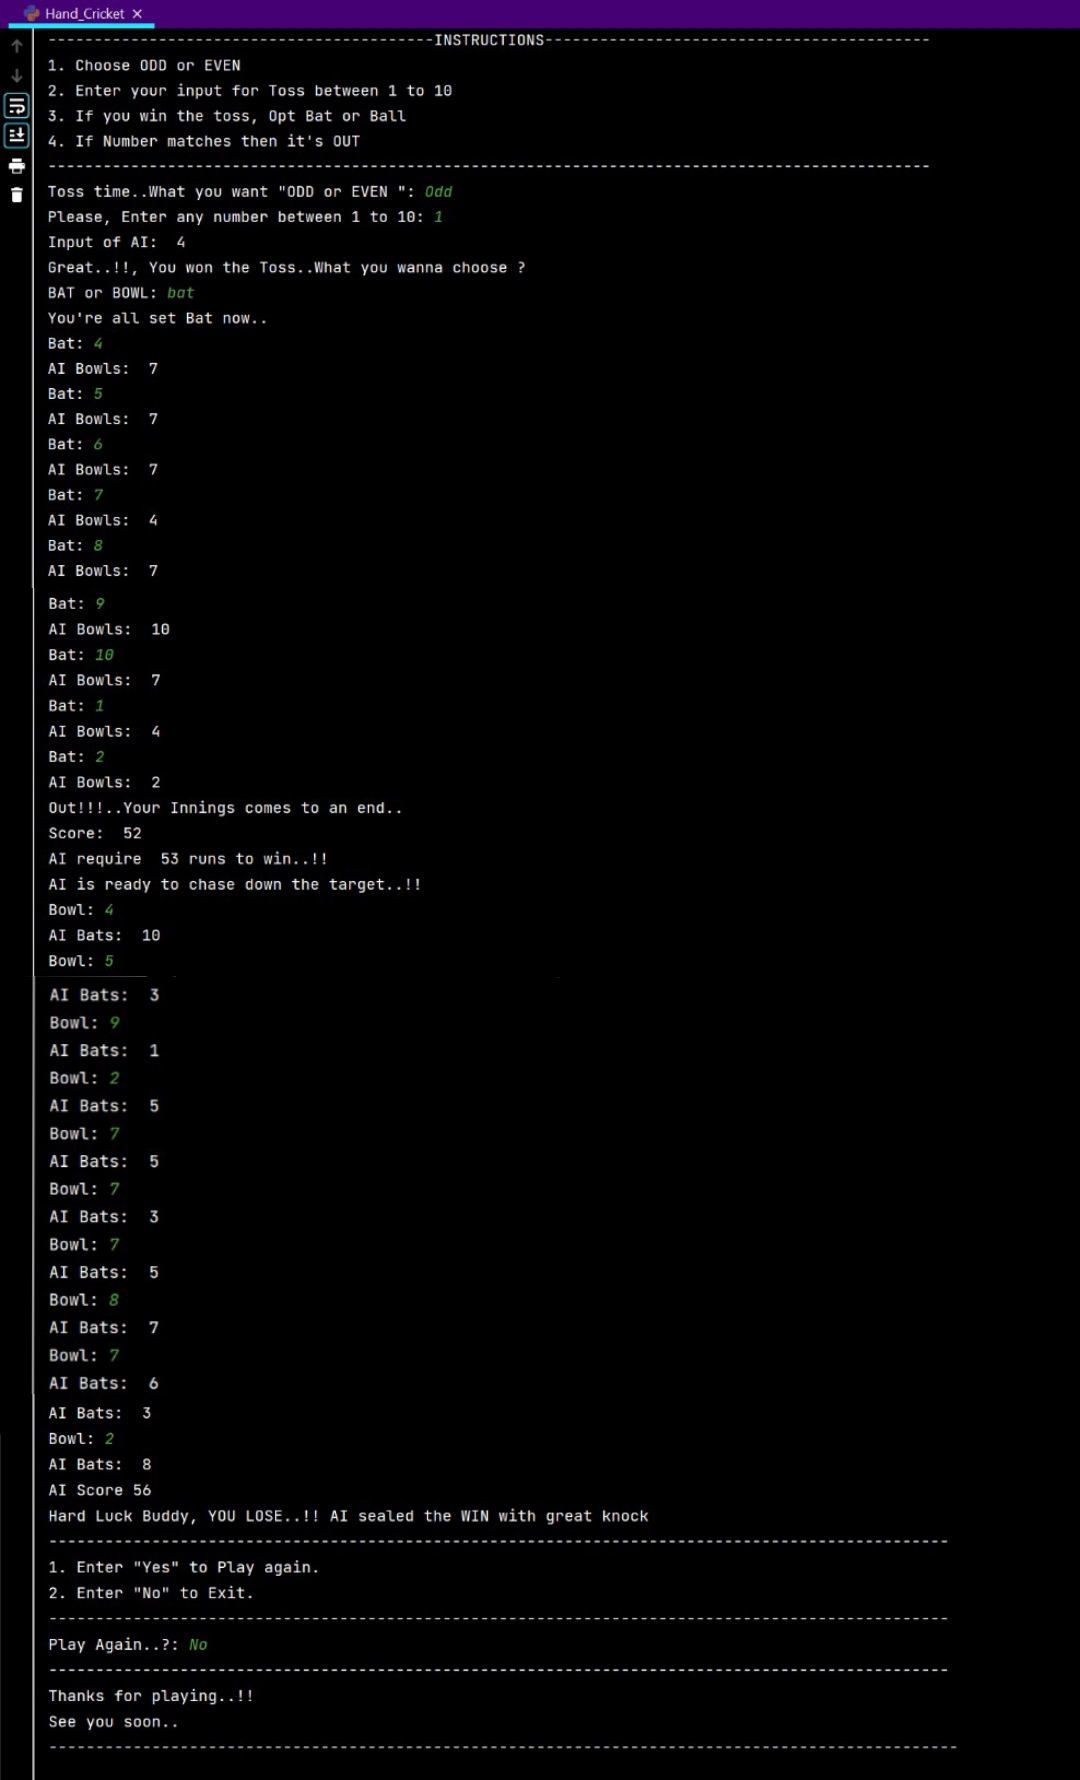 Hand_Cricket
------------------------------------------INSTRUCTIONS------------------------------------------
1. Choose ODD or EVEN
2. Enter your input for Toss between 1 to 10
3. If you win the toss, Opt Bat or Ball
4. If Number matches then it's OUT
------------------------------------------------------------------------------------------------
Toss time..What you want "ODD or EVEN ": Odd
Please, Enter any number between 1 to 10: 1
Input of AI:  4
Great..!!, You won the Toss..What you wanna choose ?
BAT or BOWL: bat
You're all set Bat now..
Bat: 4
AI Bowls:  7
Bat: 5
AI Bowls:  7
Bat: 6
AI Bowls:  7
Bat: 7
AI Bowls:  4
Bat: 8
AI Bowls:  7
Bat: 9
AI Bowls:  10
Bat: 10
AI Bowls:  7
Bat: 1
AI Bowls:  4
Bat: 2
AI Bowls:  2
Out!!!..Your Innings comes to an end..
Score:  52
AI require  53 runs to win..!!
AI is ready to chase down the target..!!
Bowl: 4
AI Bats:  10
Bowl: 5
AI Bats:  3
Bowl: 9
AI Bats:  1
Bowl: 2
AI Bats:  5
Bowl: 7
AI Bats:  5
Bowl: 7
AI Bats:  3
Bowl: 7
AI Bats:  5
Bowl: 8
AI Bats:  7
Bowl: 7
AI Bats:  6
AI Bats:  3
Bowl: 2
AI Bats:  8
AI Score 56
Hard Luck Buddy, YOU LOSE..!! AI sealed the WIN with great knock
------------------------------------------------------------------------------------------------
1. Enter "Yes" to Play again.
2. Enter "No" to Exit.
------------------------------------------------------------------------------------------------
Play Again..?: No
------------------------------------------------------------------------------------------------
Thanks for playing..!!
See you soon..
-------------------------------------------------------------------------------------------------